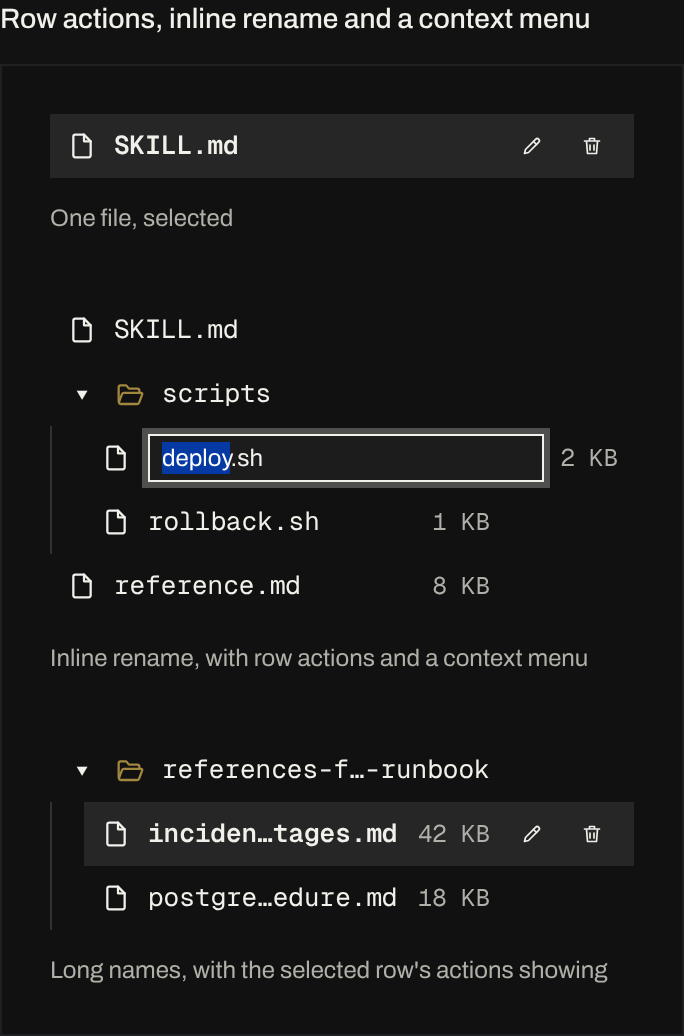 Row actions, inline rename and a context menu
SKILL.md
One file, selected
SKILL.md
scripts
deploy.sh 2 KB
rollback.sh 1 KB
reference.md 8 KB
Inline rename, with row actions and a context menu
references-f…-runbook
inciden…tages.md 42 KB
postgre…edure.md 18 KB
Long names, with the selected row's actions showing